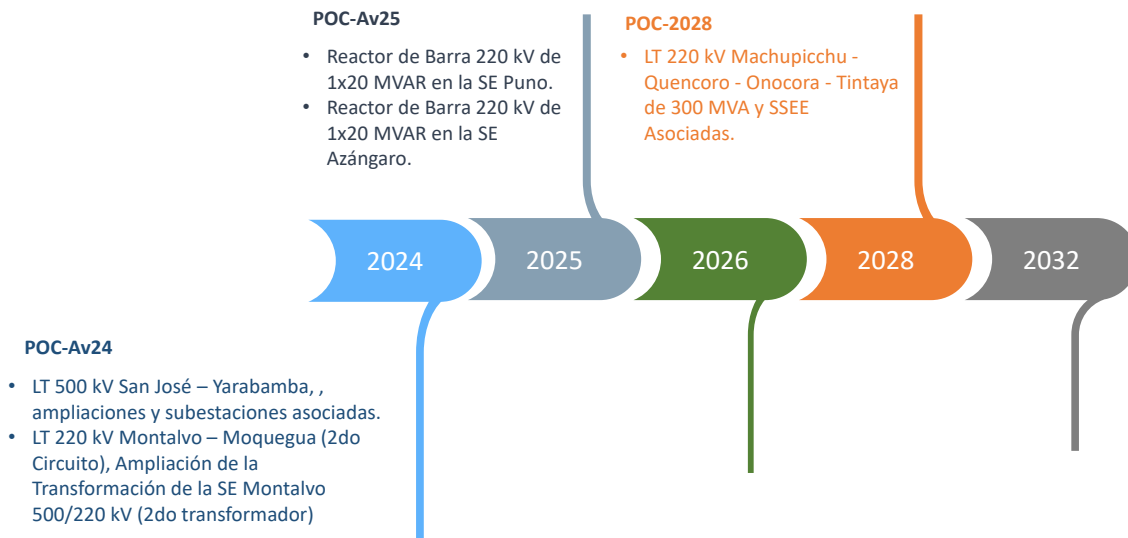 POC-Av25
• Reactor de Barra 220 kV de
1x20 MVAR en la SE Puno.
• Reactor de Barra 220 kV de
1x20 MVAR en la SE
Azángaro.
POC-2028
• LT 220 kV Machupicchu -
Quencoro - Onocora - Tintaya
de 300 MVA y SSEE
Asociadas.
2024
2025
2026
2028
2032
POC-Av24
• LT 500 kV San José – Yarabamba, ,
ampliaciones y subestaciones asociadas.
• LT 220 kV Montalvo – Moquegua (2do
Circuito), Ampliación de la
Transformación de la SE Montalvo
500/220 kV (2do transformador)